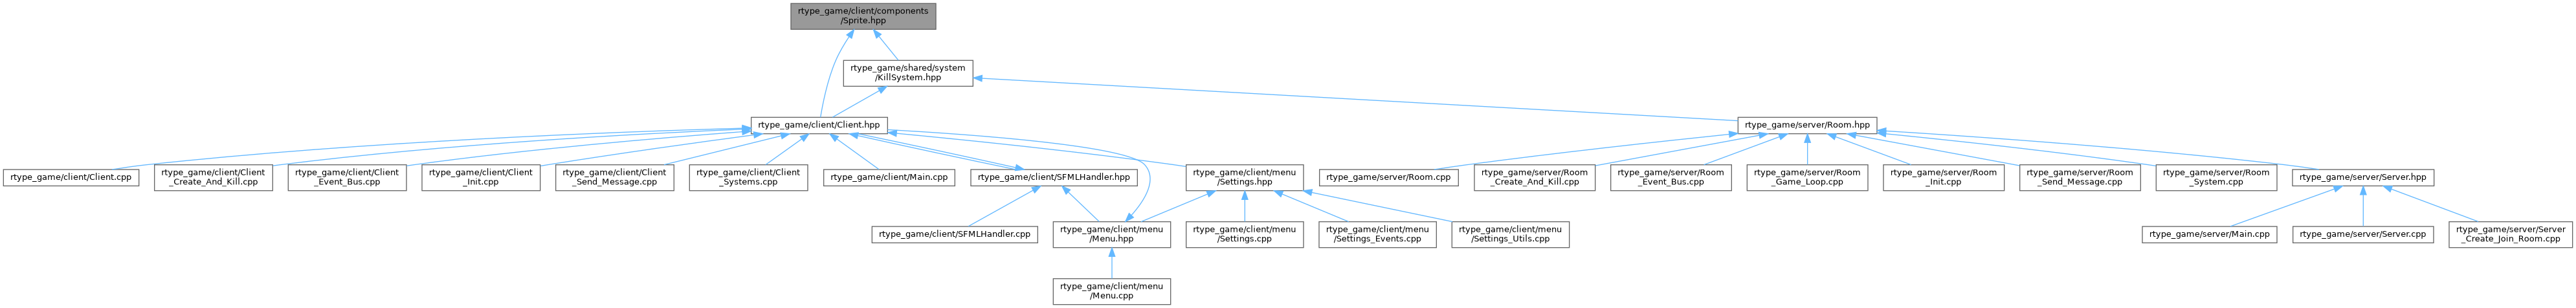 rtype_game/client/components
/Sprite.hpp
rtype_game/shared/system
/KillSystem.hpp
rtype_game/client/Client.hpp
rtype_game/server/Room.hpp
rtype_game/client/Client.cpp
rtype_game/client/Client
_Create_And_Kill.cpp
rtype_game/client/Client
_Event_Bus.cpp
rtype_game/client/Client
_Init.cpp
rtype_game/client/Client
_Send_Message.cpp
rtype_game/client/Client
_Systems.cpp
rtype_game/client/Main.cpp
rtype_game/client/SFMLHandler.hpp
rtype_game/client/menu
/Settings.hpp
rtype_game/server/Room.cpp
rtype_game/server/Room
_Create_And_Kill.cpp
rtype_game/server/Room
_Event_Bus.cpp
rtype_game/server/Room
_Game_Loop.cpp
rtype_game/server/Room
_Init.cpp
rtype_game/server/Room
_Send_Message.cpp
rtype_game/server/Room
_System.cpp
rtype_game/server/Server.hpp
rtype_game/client/SFMLHandler.cpp
rtype_game/client/menu
/Menu.hpp
rtype_game/client/menu
/Settings.cpp
rtype_game/client/menu
/Settings_Events.cpp
rtype_game/client/menu
/Settings_Utils.cpp
rtype_game/server/Main.cpp
rtype_game/server/Server.cpp
rtype_game/server/Server
_Create_Join_Room.cpp
rtype_game/client/menu
/Menu.cpp